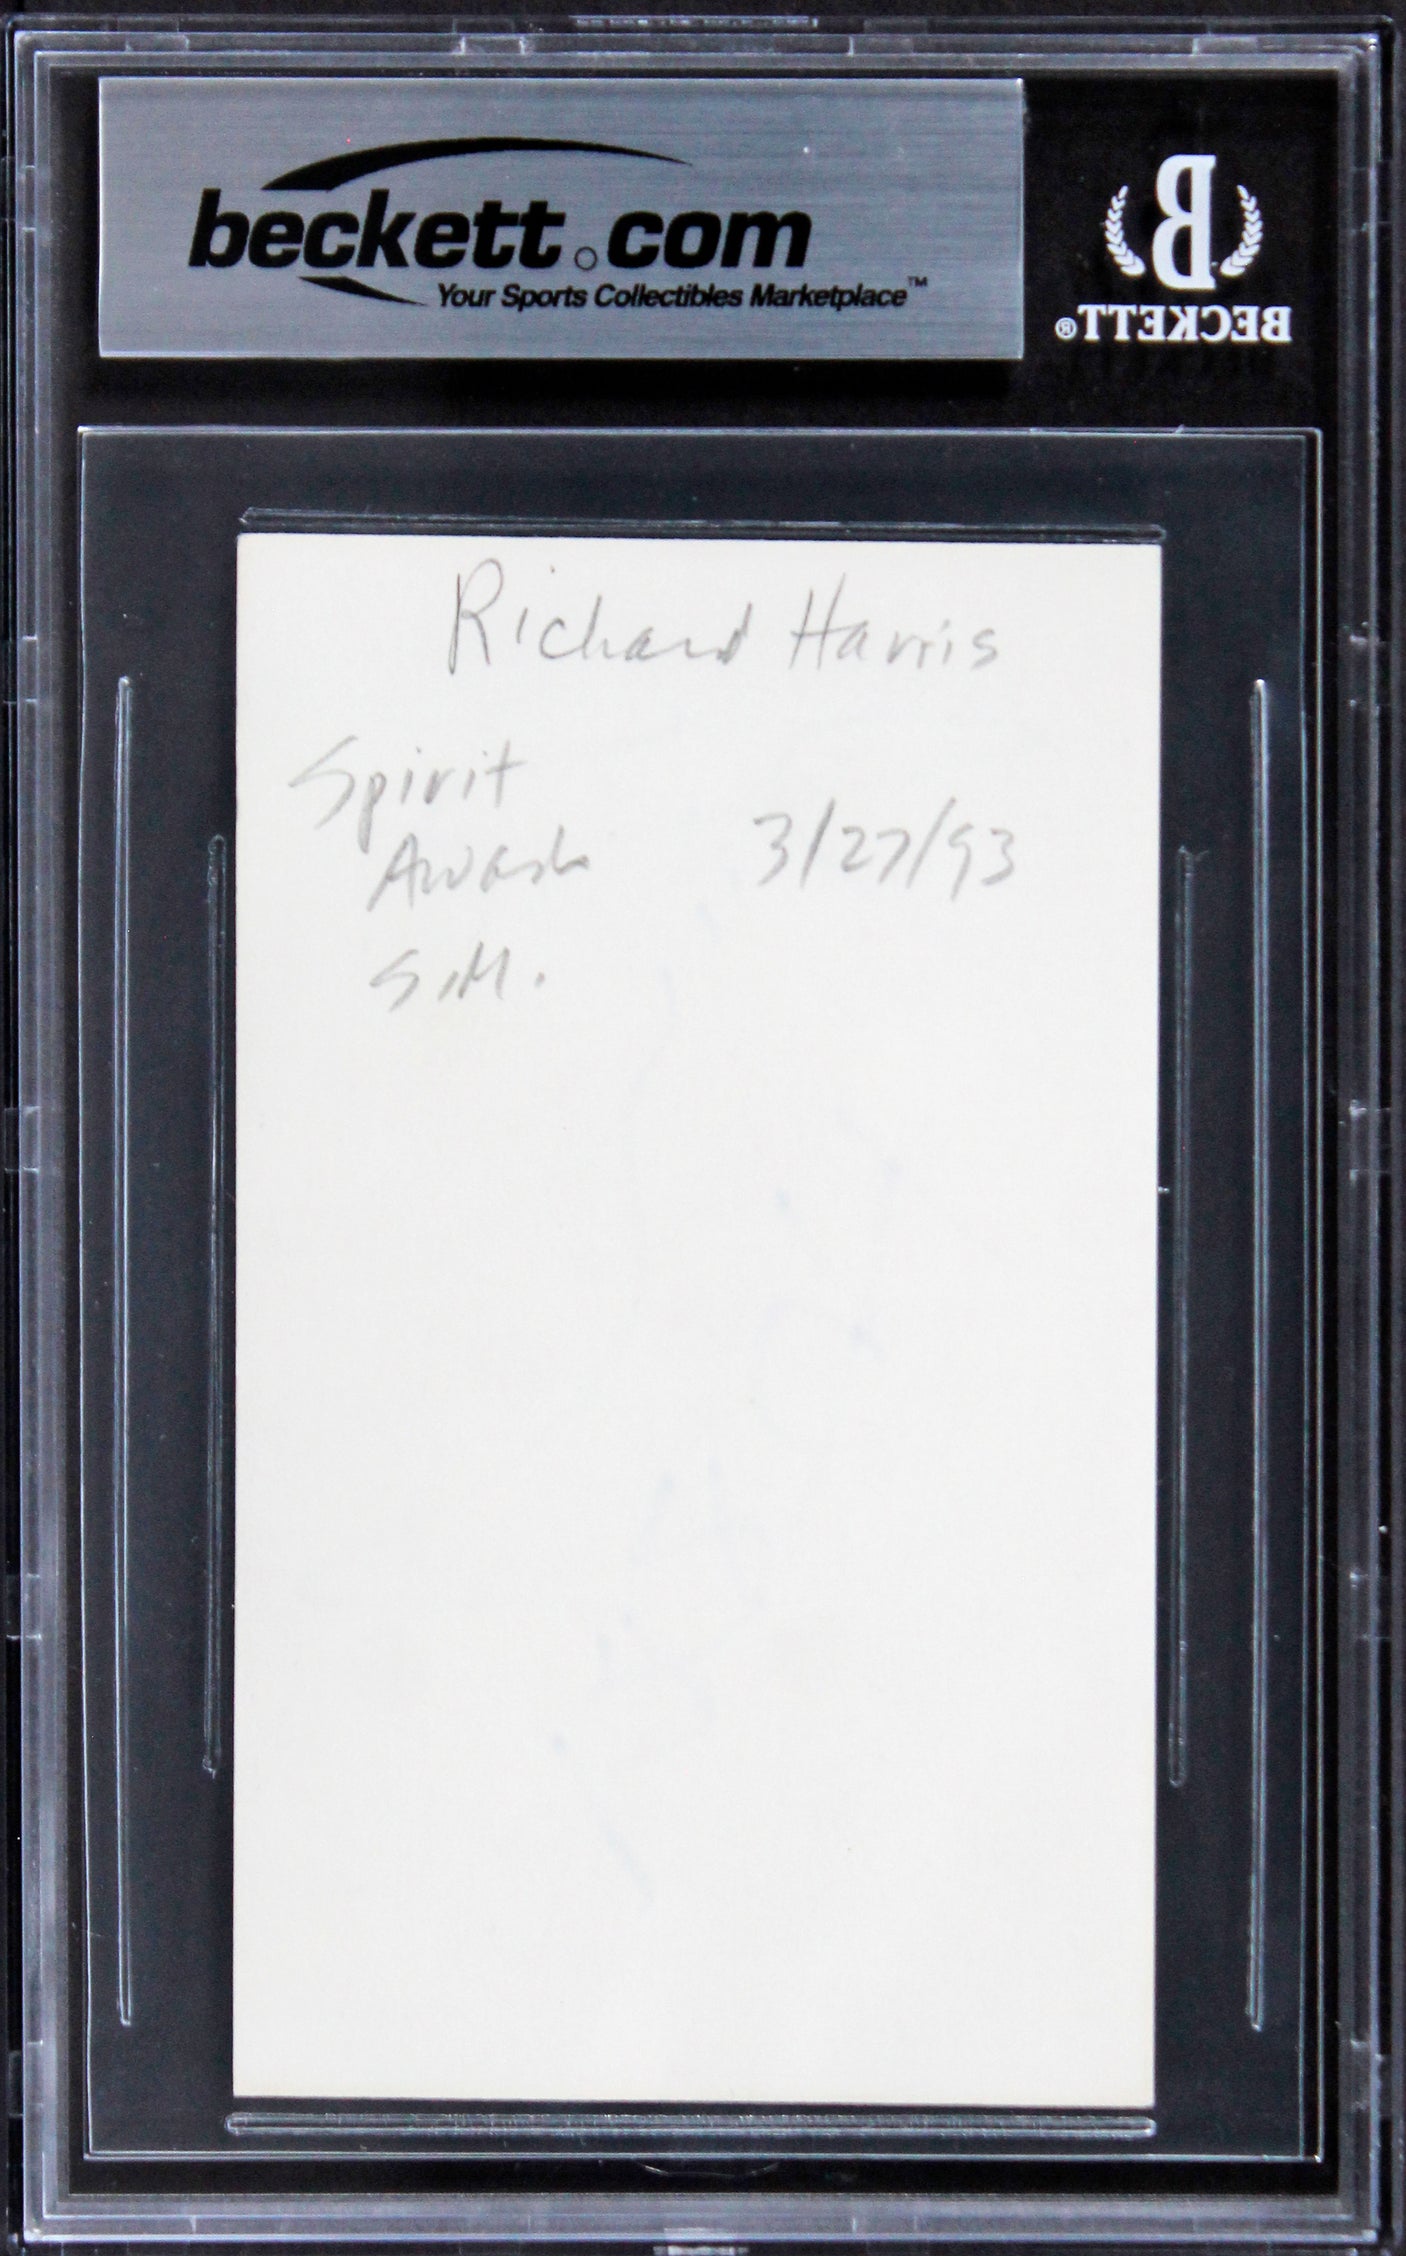 beckett.com
Your Sports Collectibles Marketplace™
B
BECKETT®
Richard Harris
Spirit
Awards
3/27/93
S.M.